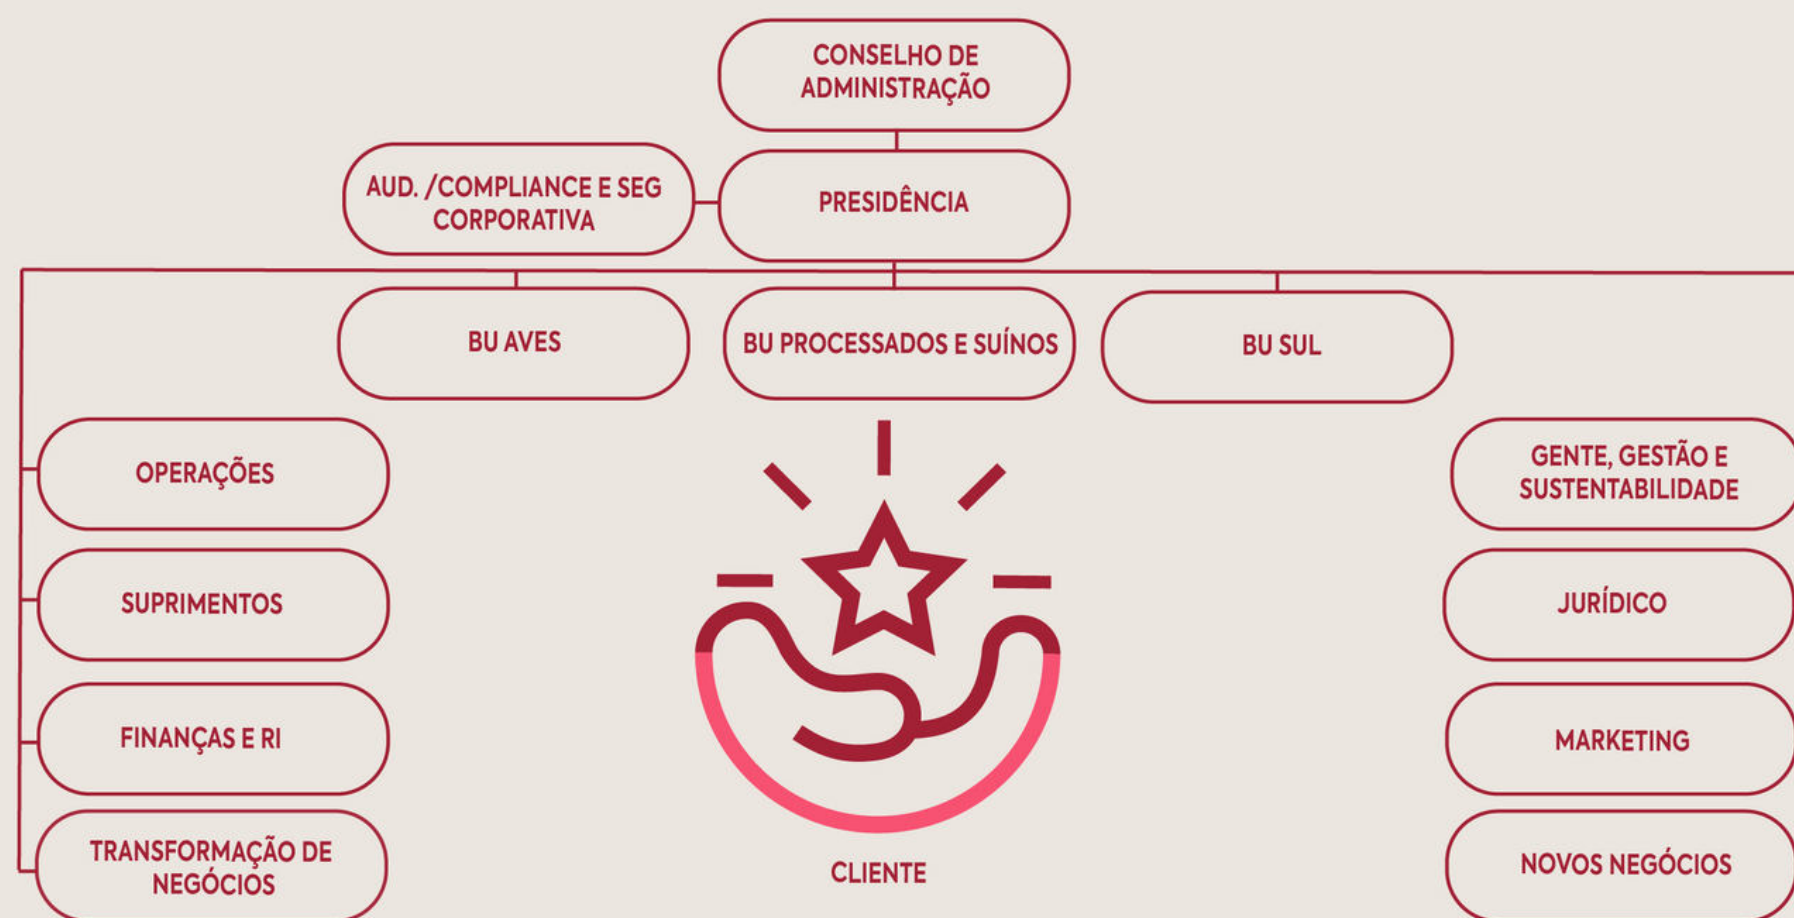 CONSELHO DE
ADMINISTRAÇÃO
AUD. /COMPLIANCE E SEG
CORPORATIVA
PRESIDÊNCIA
BU AVES
BU PROCESSADOS E SUÍNOS
BU SUL
OPERAÇÕES
GENTE, GESTÃO E
SUSTENTABILIDADE
SUPRIMENTOS
JURÍDICO
FINANÇAS E RI
MARKETING
TRANSFORMAÇÃO DE
NEGÓCIOS
CLIENTE
NOVOS NEGÓCIOS